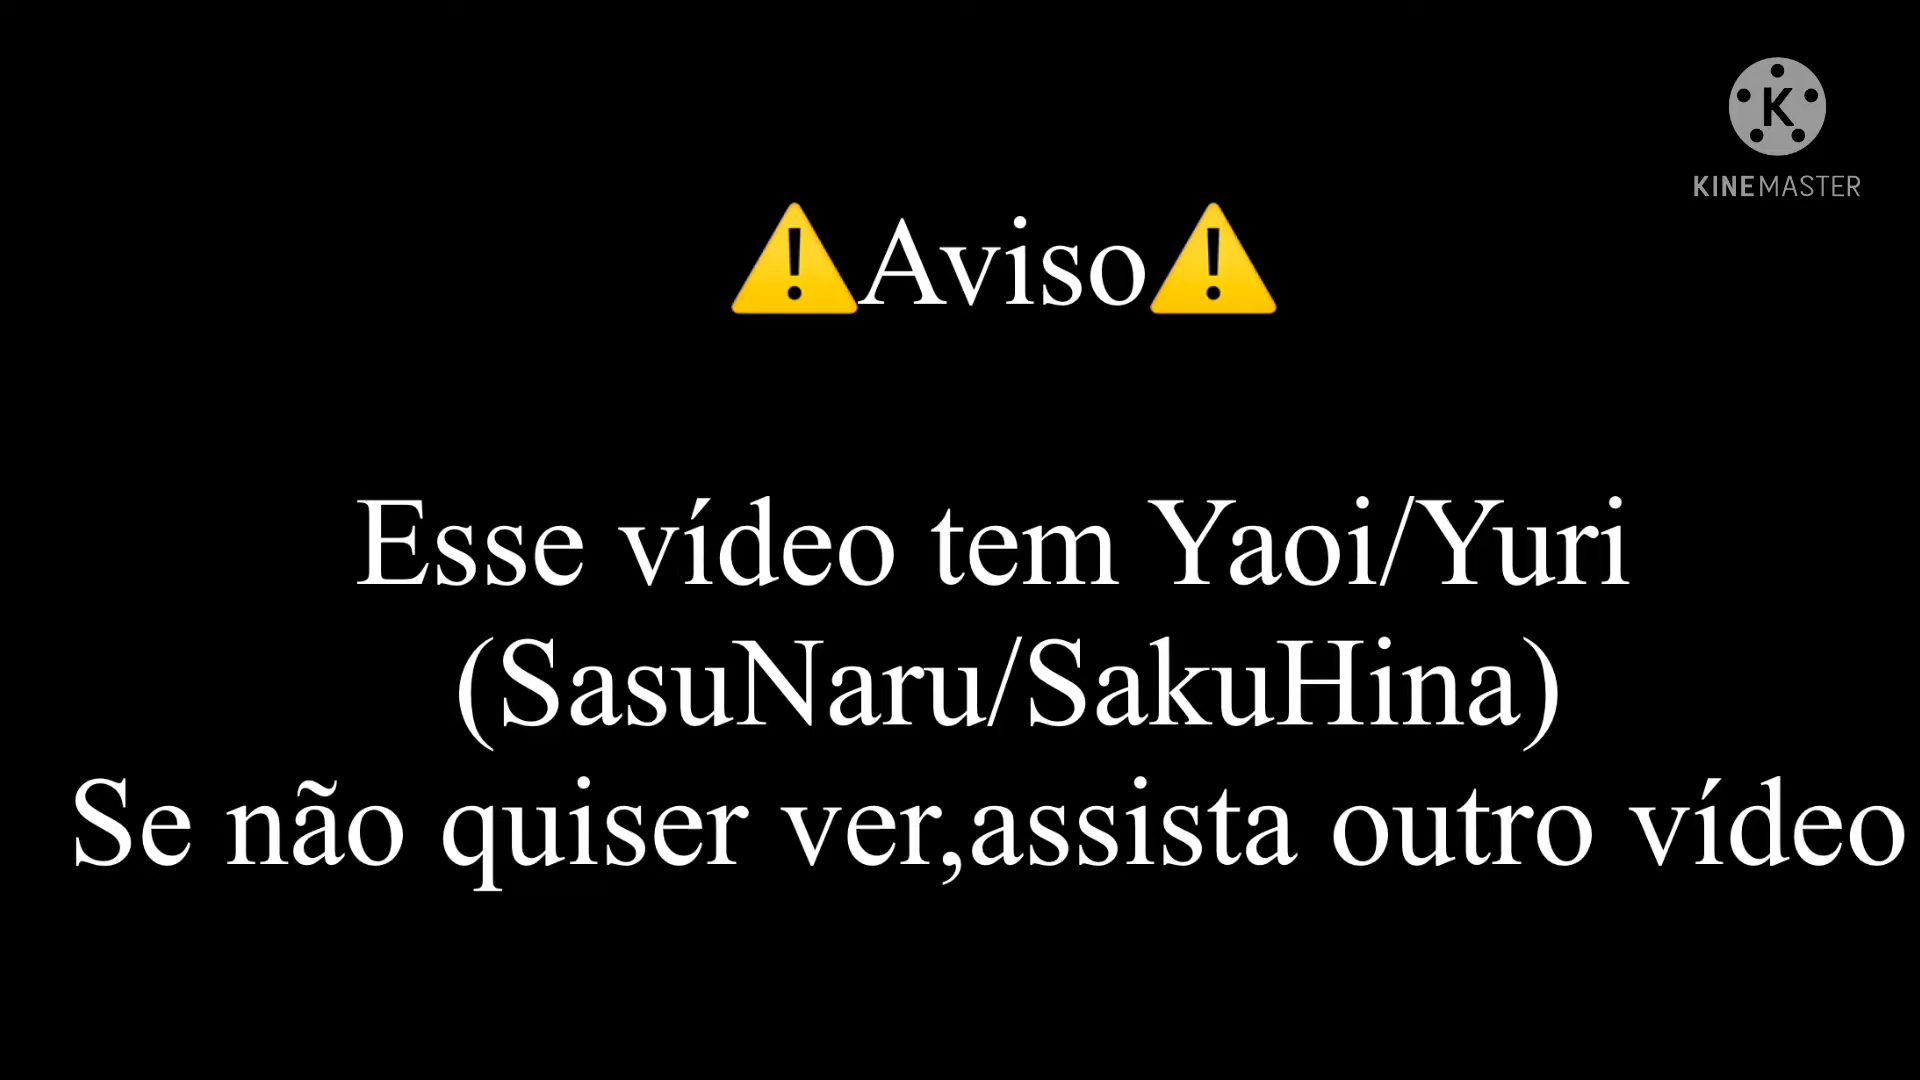 K
KINEMASTER
⚠️Aviso⚠️
Esse vídeo tem Yaoi/Yuri
(SasuNaru/SakuHina)
Se não quiser ver,assista outro vídeo